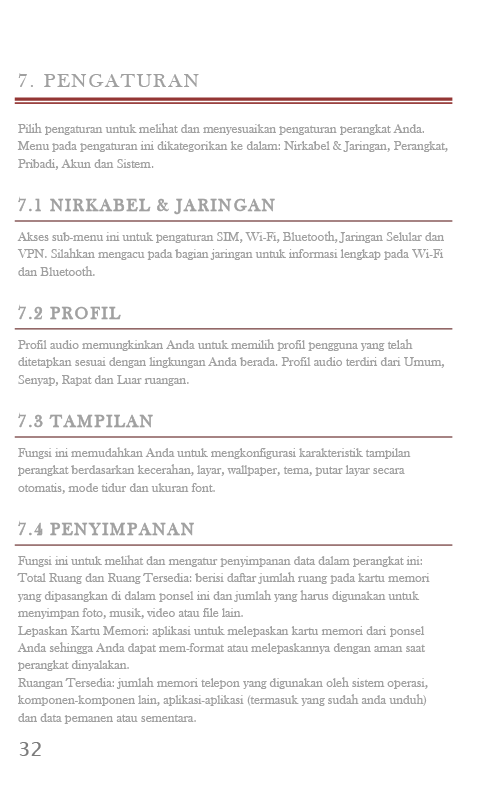 7. PENGATURAN
Pilih pengaturan untuk melihat dan menyesuaikan pengaturan perangkat Anda.
Menu pada pengaturan ini dikategorikan ke dalam: Nirkabel & Jaringan, Perangkat,
Pribadi, Akun dan Sistem.
7.1 NIRKABEL & JARINGAN
Akses sub-menu ini untuk pengaturan SIM, Wi-Fi, Bluetooth, Jaringan Selular dan
VPN. Silahkan mengacu pada bagian jaringan untuk informasi lengkap pada Wi-Fi
dan Bluetooth.
7.2 PROFIL
Profil audio memungkinkan Anda untuk memilih profil pengguna yang telah
ditetapkan sesuai dengan lingkungan Anda berada. Profil audio terdiri dari Umum,
Senyap, Rapat dan Luar ruangan.
7.3 TAMPILAN
Fungsi ini memudahkan Anda untuk mengkonfigurasi karakteristik tampilan
perangkat berdasarkan kecerahan, layar, wallpaper, tema, putar layar secara
otomatis, mode tidur dan ukuran font.
7.4 PENYIMPANAN
Fungsi ini untuk melihat dan mengatur penyimpanan data dalam perangkat ini:
Total Ruang dan Ruang Tersedia: berisi daftar jumlah ruang pada kartu memori
yang dipasangkan di dalam ponsel ini dan jumlah yang harus digunakan untuk
menyimpan foto, musik, video atau file lain.
Lepaskan Kartu Memori: aplikasi untuk melepaskan kartu memori dari ponsel
Anda sehingga Anda dapat mem-format atau melepaskannya dengan aman saat
perangkat dinyalakan.
Ruangan Tersedia: jumlah memori telepon yang digunakan oleh sistem operasi,
komponen-komponen lain, aplikasi-aplikasi (termasuk yang sudah anda unduh)
dan data pemanen atau sementara.
32